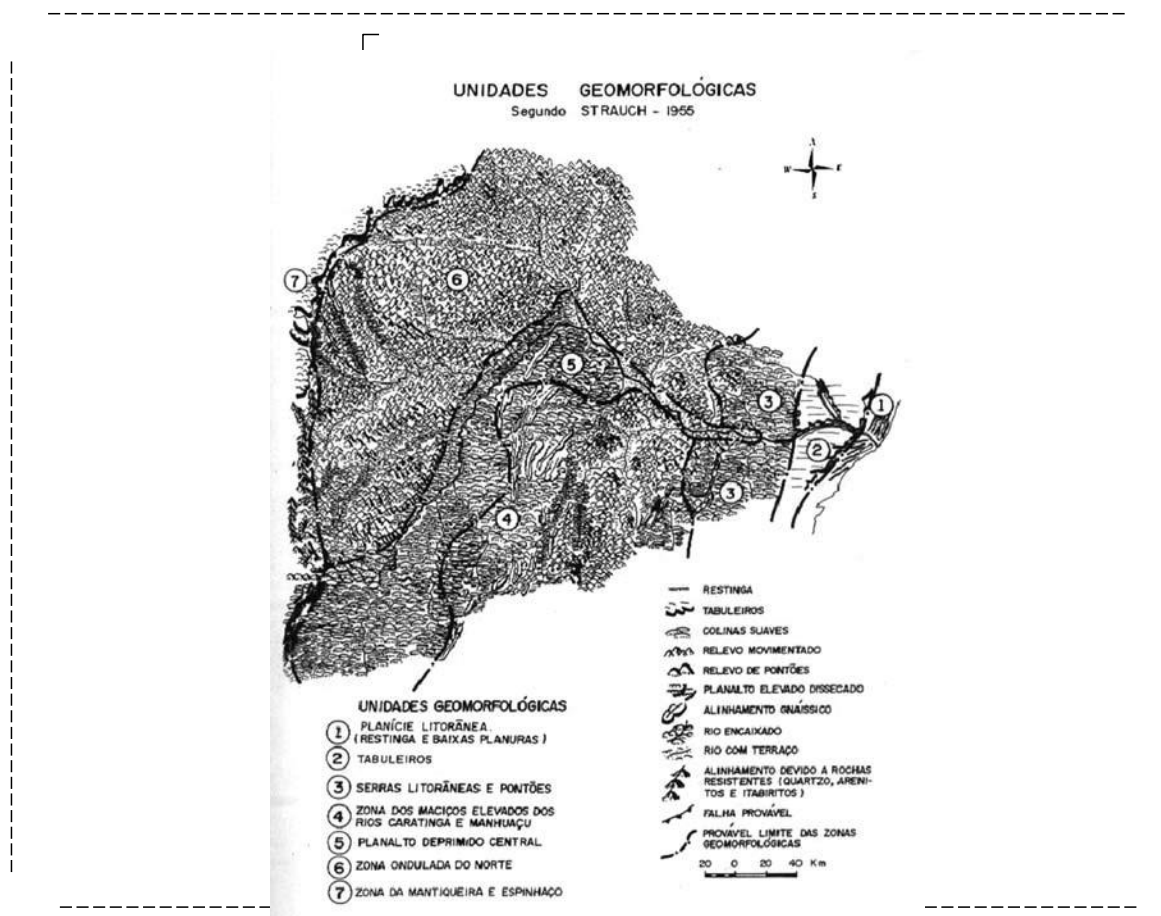 UNIDADES GEOMORFOLÓGICAS
Segundo STRAUCH - 1955
N
W E
S
7
6
5
3
1
2
3
4
RESTINGA
TABULEIROS
COLINAS SUAVES
RELEVO MOVIMENTADO
RELEVO DE PONTÕES
PLANALTO ELEVADO DISSECADO
ALINHAMENTO GNÁISSICO
RIO ENCAIXADO
RIO COM TERRAÇO
ALINHAMENTO DEVIDO A ROCHAS
RESISTENTES (QUARTZO, ARENI-
TOS E ITABIRITOS)
FALHA PROVÁVEL
PROVÁVEL LIMITE DAS ZONAS
GEOMORFOLÓGICAS
20 0 20 40 Km
UNIDADES GEOMORFOLÓGICAS
1 PLANÍCIE LITORÂNEA.
(RESTINGA E BAIXAS PLANURAS)
2 TABULEIROS
3 SERRAS LITORÂNEAS E PONTÕES
4 ZONA DOS MACIÇOS ELEVADOS DOS
RIOS CARATINGA E MANHUAÇU
5 PLANALTO DEPRIMIDO CENTRAL
6 ZONA ONDULADA DO NORTE
7 ZONA DA MANTIQUEIRA E ESPINHAÇO